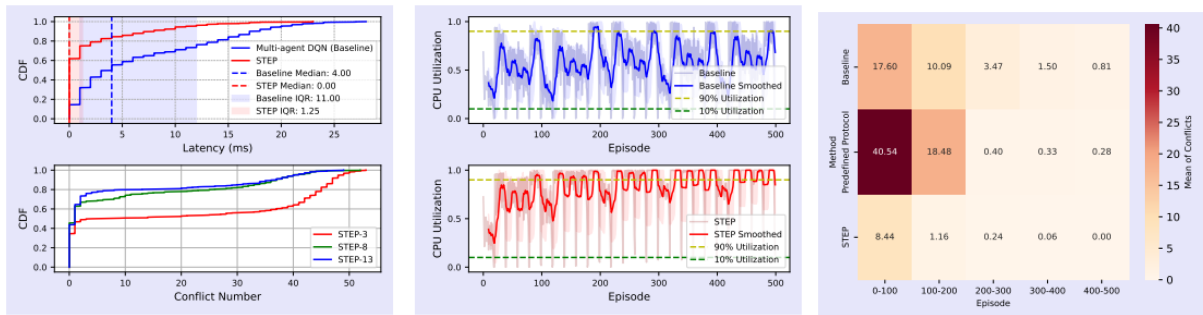 CDF
1.0
0.8
0.6
0.4
0.2
0.0
Multi-agent DQN (Baseline)
STEP
Baseline Median: 4.00
STEP Median: 0.00
Baseline IQR: 11.00
STEP IQR: 1.25
0 5 10 15 20 25
Latency (ms)
CDF
1.0
0.8
0.6
0.4
0.2
0.0
STEP-3
STEP-8
STEP-13
0 10 20 30 40 50
Conflict Number
CPU Utilization
1.0
0.5
0.0
Baseline
Baseline Smoothed
90% Utilization
10% Utilization
0 100 200 300 400 500
Episode
CPU Utilization
1.0
0.5
0.0
STEP
STEP Smoothed
90% Utilization
10% Utilization
0 100 200 300 400 500
Episode
Method
Baseline
17.60 10.09 3.47 1.50 0.81
Predefined Protocol
40.54 18.48 0.40 0.33 0.28
STEP
8.44 1.16 0.24 0.06 0.00
0-100 100-200 200-300 300-400 400-500
Episode
40
35
30
25
20
15
10
5
0
Mean of Conflicts